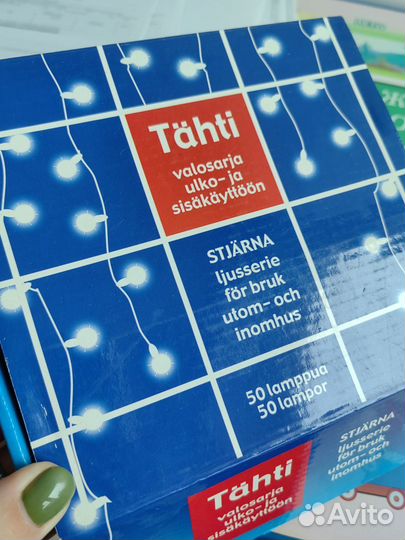 Tähti
valosarja
ulko- ja
sisäkäyttöön
STJÄRNA
ljusserie
för bruk
utom- och
inomhus
50 lamppua
50 lampor
Tähti
valosarja
ulko- ja
sisäkäyttöön
STJÄRNA
ljusserie
för bruk
utom- och
inomhus
Avito